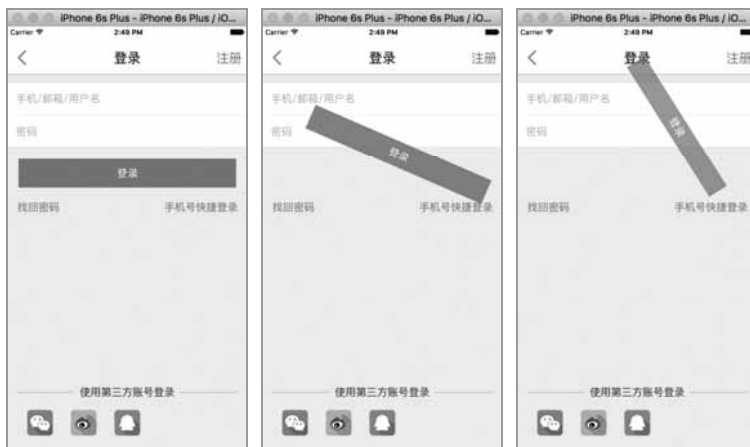 iPhone 6s Plus - iPhone 6s Plus / iO...
Carrier 2:49 PM
登录 注册
手机/邮箱/用户名
密码
登录
找回密码 手机号快捷登录
使用第三方账号登录
iPhone 6s Plus - iPhone 6s Plus / iO...
Carrier 2:49 PM
登录 注册
手机/邮箱/用户名
密码
登录
找回密码 手机号快捷登录
使用第三方账号登录
iPhone 6s Plus - iPhone 6s Plus / iO...
Carrier 2:49 PM
登录 注册
手机/邮箱/用户名
密码
登录
找回密码 手机号快捷登录
使用第三方账号登录